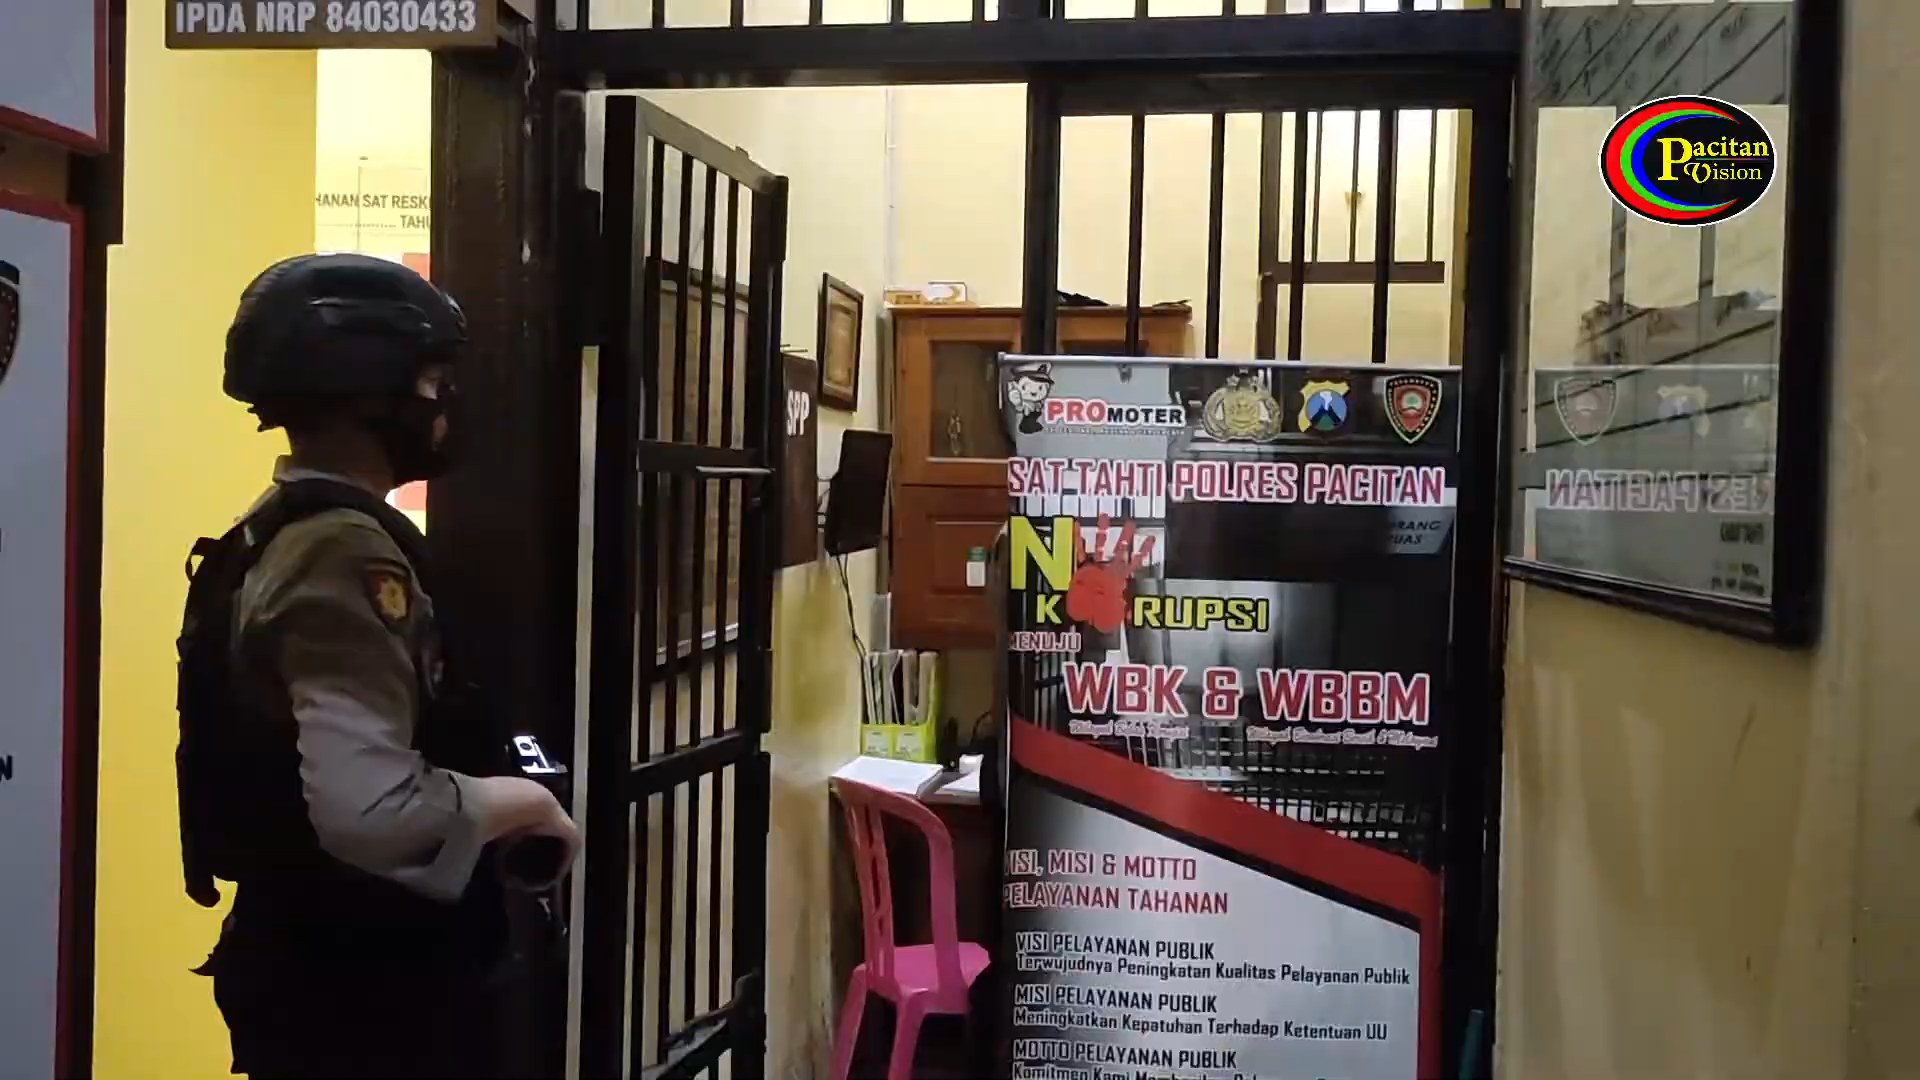 IPDA NRP 84030433
HANAN SAT RESK
TAHU
Pacitan
Vision
SPP
PROMOTER
SAT TAHTI POLRES PACITAN
N
K RUPSI
MENUJU
WBK & WBBM
ISI, MISI & MOTTO
PELAYANAN TAHANAN
VISI PELAYANAN PUBLIK
Terwujudnya Peningkatan Kualitas Pelayanan Publik
MISI PELAYANAN PUBLIK
Meningkatkan Kepatuhan Terhadap Ketentuan UU
MOTTO PELAYANAN PUBLIK
Komitmen Kami
ES PACITAN
N